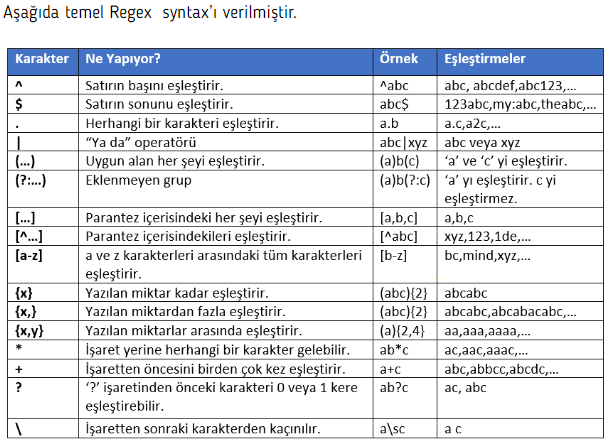 Aşağıda temel Regex syntax'ı verilmiştir.
Karakter Ne Yapıyor? Örnek Eşleştirmeler
^ Satırın başını eşleştirir. ^abc abc, abcdef,abc123,…
$ Satırın sonunu eşleştirir. abc$ 123abc,my:abc,theabc,…
. Herhangi bir karakteri eşleştirir. a.b a.c,a2c,…
| "Ya da" operatörü abc|xyz abc veya xyz
(…) Uygun alan her şeyi eşleştirir. (a)b(c) 'a' ve 'c' yi eşleştirir.
(?:…) Eklenmeyen grup (a)b(?:c) 'a' yı eşleştirir. c yi
eşleştirmez.
[…] Parantez içerisindeki her şeyi eşleştirir. [a,b,c] a,b,c
[^…] Parantez içerisindekileri eşleştirir. [^abc] xyz,123,1de,…
[a-z] a ve z karakterleri arasındaki tüm karakterleri
eşleştirir. [b-z] bc,mind,xyz,…
{x} Yazılan miktar kadar eşleştirir. (abc){2} abcabc
{x,} Yazılan miktardan fazla eşleştirir. (abc){2} abcabc,abcabacabc,…
{x,y} Yazılan miktarlar arasında eşleştirir. (a){2,4} aa,aaa,aaaa,…
* İşaret yerine herhangi bir karakter gelebilir. ab*c ac,aac,aaac,…
+ İşaretten öncesini birden çok kez eşleştirir. a+c abc,abbcc,abcdc,…
? '?' işaretinden önceki karakteri 0 veya 1 kere
eşleştirebilir. ab?c ac, abc
\ İşaretten sonraki karakterden kaçınılır. a\sc a c